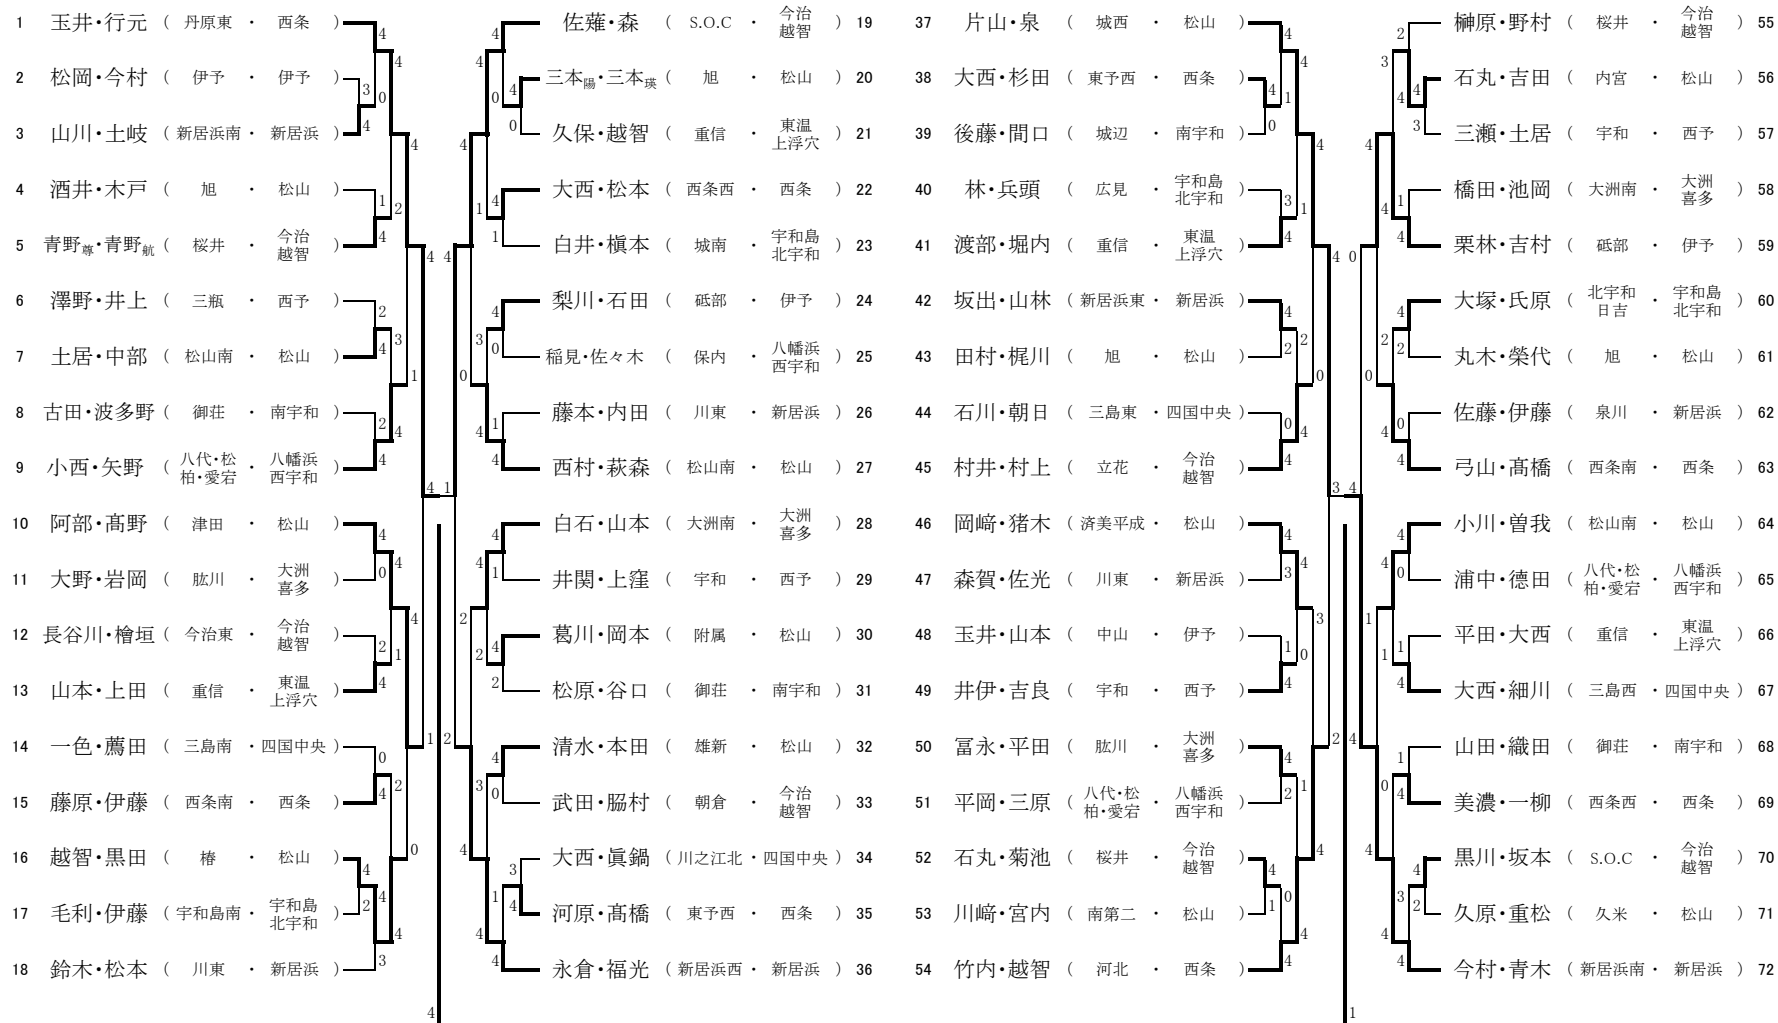 1 玉井・行元 ( 丹原東 ・ 西条 )
2 松岡・今村 ( 伊予 ・ 伊予 )
3 山川・土岐 ( 新居浜南 ・ 新居浜 )
4 酒井・木戸 ( 旭 ・ 松山 )
5 青野尊・青野航 ( 桜井 ・ 今治越智 )
6 澤野・井上 ( 三瓶 ・ 西予 )
7 土居・中部 ( 松山南 ・ 松山 )
8 古田・波多野 ( 御荘 ・ 南宇和 )
9 小西・矢野 ( 八代・松柏・愛宕 ・ 八幡浜西宇和 )
10 阿部・髙野 ( 津田 ・ 松山 )
11 大野・岩岡 ( 肱川 ・ 大洲喜多 )
12 長谷川・檜垣 ( 今治東 ・ 今治越智 )
13 山本・上田 ( 重信 ・ 東温上浮穴 )
14 一色・薦田 ( 三島南 ・ 四国中央 )
15 藤原・伊藤 ( 西条南 ・ 西条 )
16 越智・黒田 ( 椿 ・ 松山 )
17 毛利・伊藤 ( 宇和島南 ・ 宇和島北宇和 )
18 鈴木・松本 ( 川東 ・ 新居浜 )
佐薙・森 ( S.O.C ・ 今治越智 ) 19
三本陽・三本瑛 ( 旭 ・ 松山 ) 20
久保・越智 ( 重信 ・ 東温上浮穴 ) 21
大西・松本 ( 西条西 ・ 西条 ) 22
白井・槇本 ( 城南 ・ 宇和島北宇和 ) 23
梨川・石田 ( 砥部 ・ 伊予 ) 24
稲見・佐々木 ( 保内 ・ 八幡浜西宇和 ) 25
藤本・内田 ( 川東 ・ 新居浜 ) 26
西村・萩森 ( 松山南 ・ 松山 ) 27
白石・山本 ( 大洲南 ・ 大洲喜多 ) 28
井関・上窪 ( 宇和 ・ 西予 ) 29
葛川・岡本 ( 附属 ・ 松山 ) 30
松原・谷口 ( 御荘 ・ 南宇和 ) 31
清水・本田 ( 雄新 ・ 松山 ) 32
武田・脇村 ( 朝倉 ・ 今治越智 ) 33
大西・眞鍋 ( 川之江北 ・ 四国中央 ) 34
河原・髙橋 ( 東予西 ・ 西条 ) 35
永倉・福光 ( 新居浜西 ・ 新居浜 ) 36
37 片山・泉 ( 城西 ・ 松山 )
38 大西・杉田 ( 東予西 ・ 西条 )
39 後藤・間口 ( 城辺 ・ 南宇和 )
40 林・兵頭 ( 広見 ・ 宇和島北宇和 )
41 渡部・堀内 ( 重信 ・ 東温上浮穴 )
42 坂出・山林 ( 新居浜東 ・ 新居浜 )
43 田村・梶川 ( 旭 ・ 松山 )
44 石川・朝日 ( 三島東 ・ 四国中央 )
45 村井・村上 ( 立花 ・ 今治越智 )
46 岡﨑・猪木 ( 済美平成 ・ 松山 )
47 森賀・佐光 ( 川東 ・ 新居浜 )
48 玉井・山本 ( 中山 ・ 伊予 )
49 井伊・吉良 ( 宇和 ・ 西予 )
50 冨永・平田 ( 肱川 ・ 大洲喜多 )
51 平岡・三原 ( 八代・松柏・愛宕 ・ 八幡浜西宇和 )
52 石丸・菊池 ( 桜井 ・ 今治越智 )
53 川﨑・宮内 ( 南第二 ・ 松山 )
54 竹内・越智 ( 河北 ・ 西条 )
榊原・野村 ( 桜井 ・ 今治越智 ) 55
石丸・吉田 ( 内宮 ・ 松山 ) 56
三瀬・土居 ( 宇和 ・ 西予 ) 57
橋田・池岡 ( 大洲南 ・ 大洲喜多 ) 58
栗林・吉村 ( 砥部 ・ 伊予 ) 59
大塚・氏原 ( 北宇和日吉 ・ 宇和島北宇和 ) 60
丸木・榮代 ( 旭 ・ 松山 ) 61
佐藤・伊藤 ( 泉川 ・ 新居浜 ) 62
弓山・髙橋 ( 西条南 ・ 西条 ) 63
小川・曽我 ( 松山南 ・ 松山 ) 64
浦中・德田 ( 八代・松柏・愛宕 ・ 八幡浜西宇和 ) 65
平田・大西 ( 重信 ・ 東温上浮穴 ) 66
大西・細川 ( 三島西 ・ 四国中央 ) 67
山田・織田 ( 御荘 ・ 南宇和 ) 68
美濃・一柳 ( 西条西 ・ 西条 ) 69
黒川・坂本 ( S.O.C ・ 今治越智 ) 70
久原・重松 ( 久米 ・ 松山 ) 71
今村・青木 ( 新居浜南 ・ 新居浜 ) 72